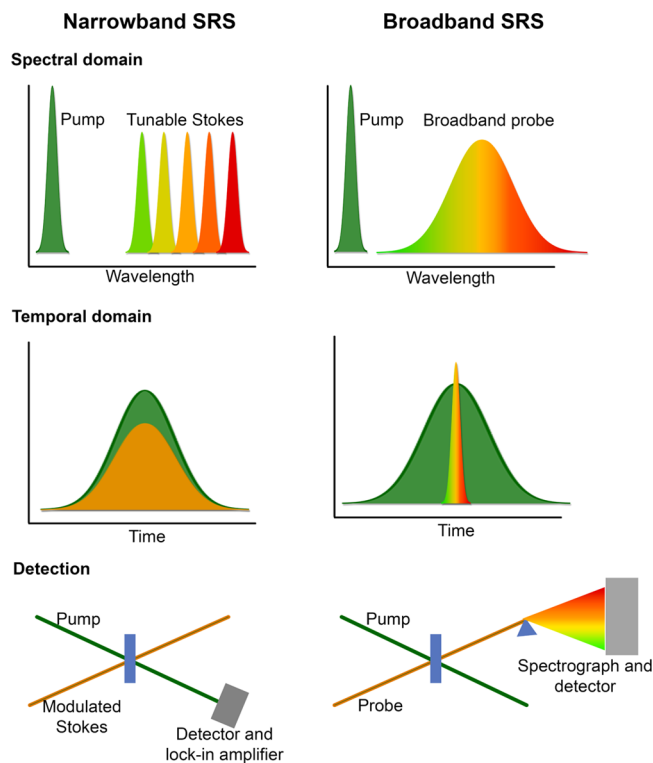 Narrowband SRS
Broadband SRS
Spectral domain
Pump
Tunable Stokes
Wavelength
Pump
Broadband probe
Wavelength
Temporal domain
Time
Time
Detection
Pump
Modulated
Stokes
Detector and
lock-in amplifier
Pump
Probe
Spectrograph and
detector